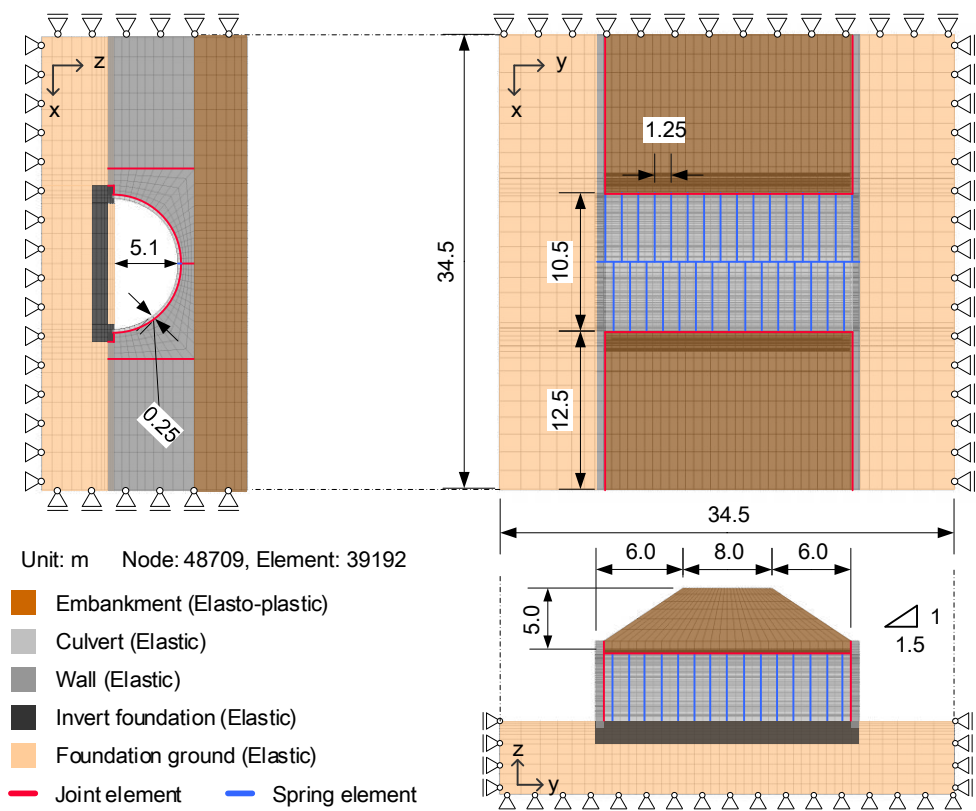 z
x
5.1
0.25
34.5
y
x
1.25
10.5
12.5
34.5
Unit: m Node: 48709, Element: 39192
Embankment (Elasto-plastic)
Culvert (Elastic)
Wall (Elastic)
Invert foundation (Elastic)
Foundation ground (Elastic)
Joint element Spring element
6.0 8.0 6.0
5.0
1
1.5
z
y